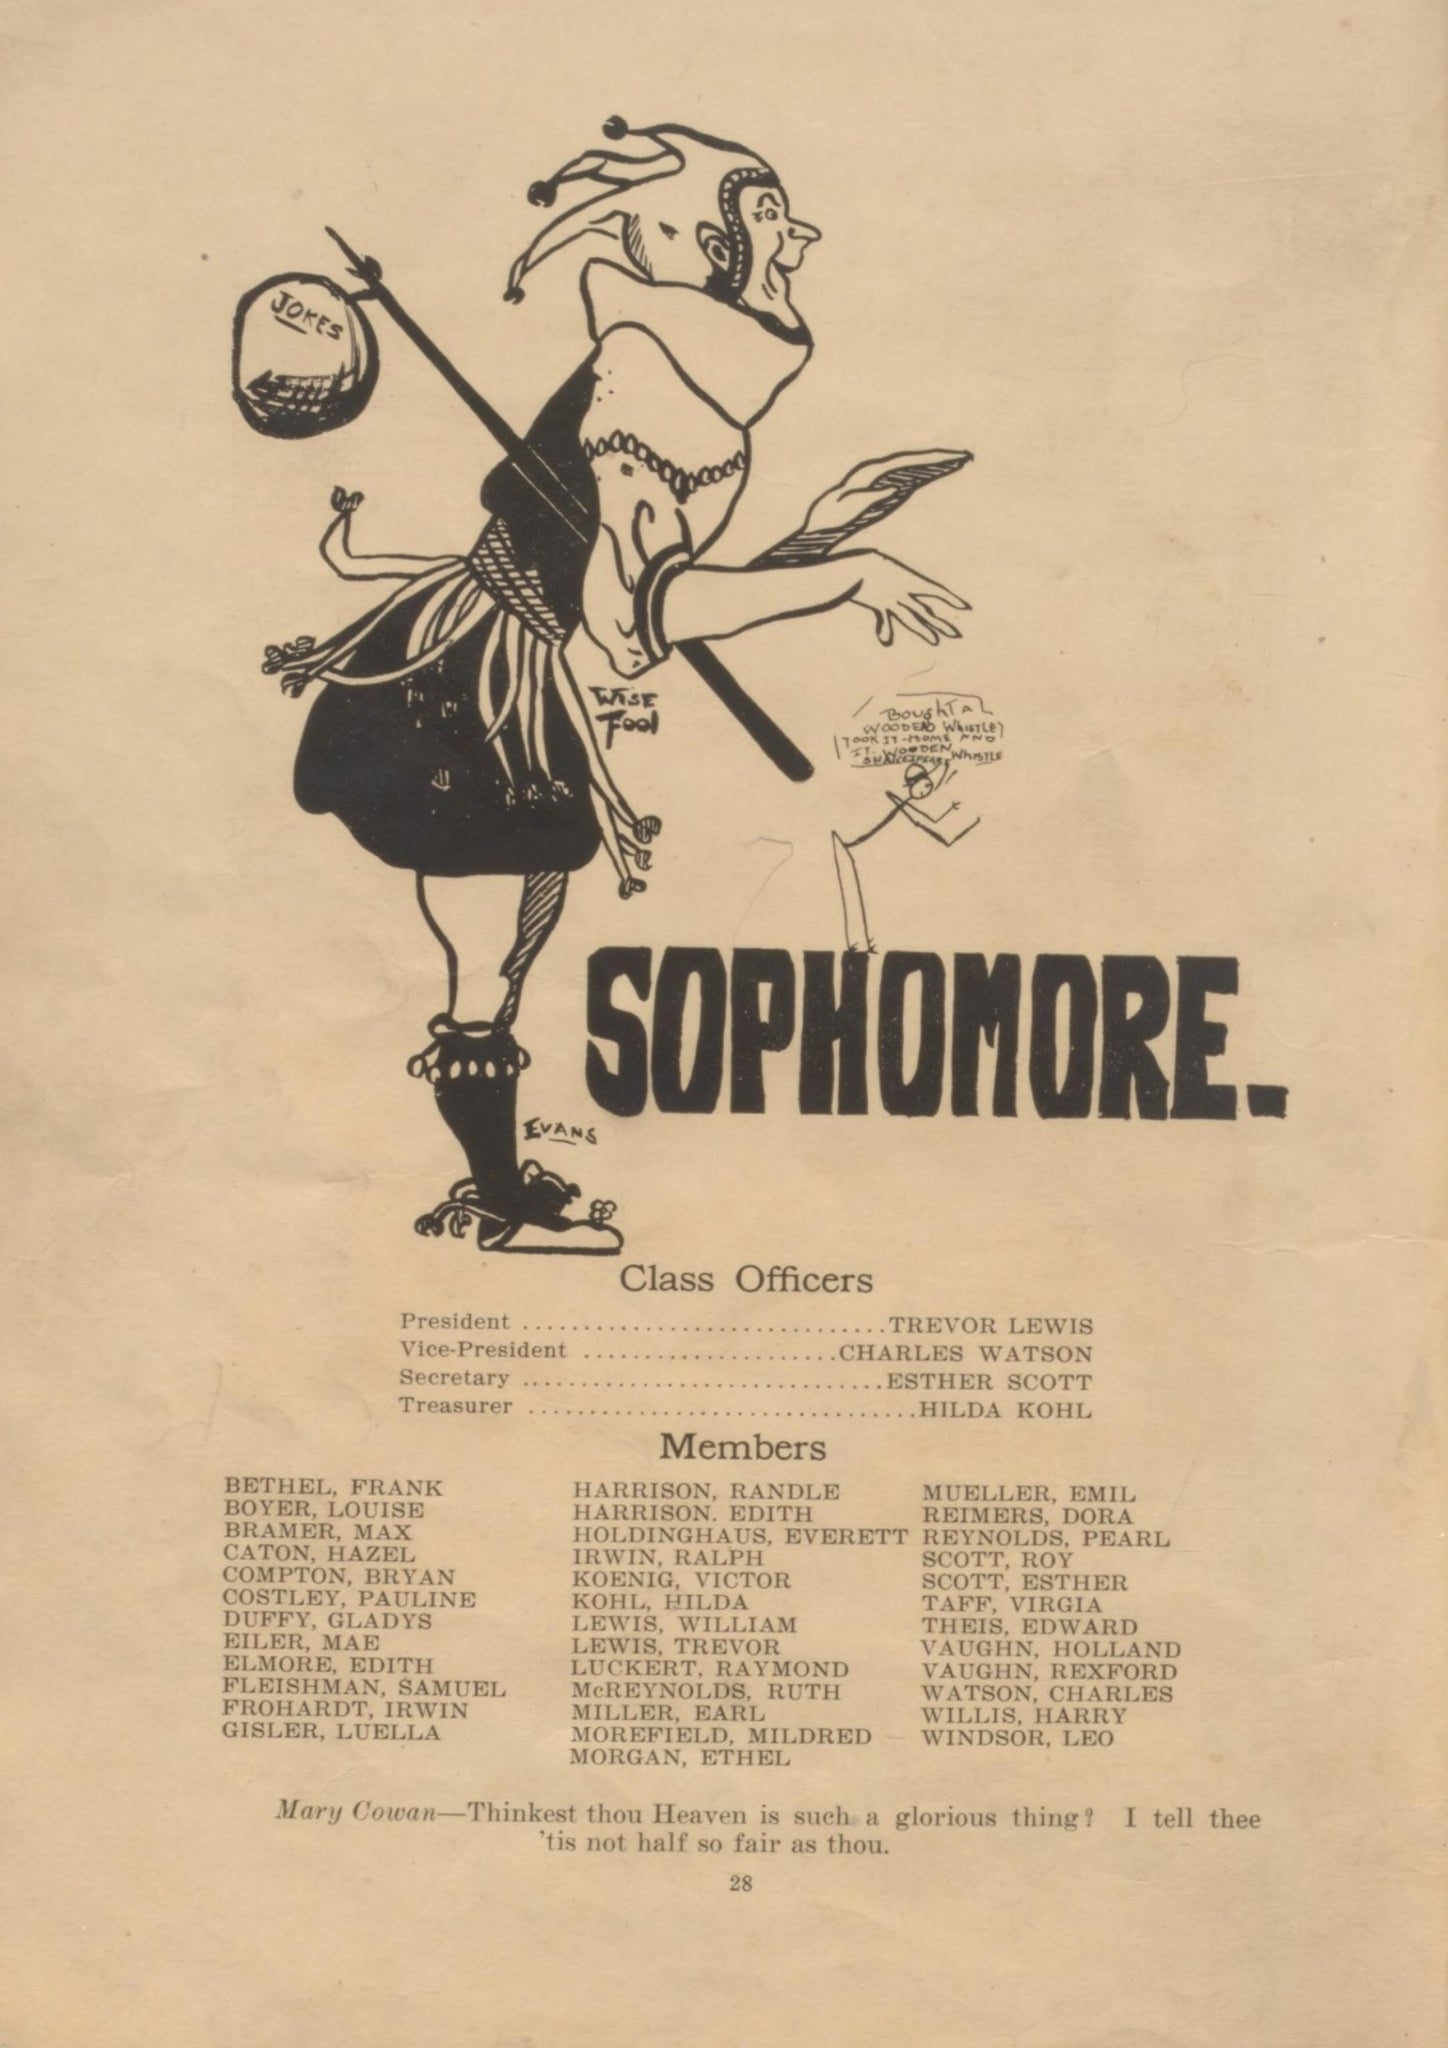 JOKES
WISE
Fool
BOUGHT A
WOODEN WHISTLE
TOOK IT HOME AND
IT WOODEN
WHISTLE
SHAKESPEARE
SOPHOMORE-
EVANS
Class Officers
President ..............................TREVOR LEWIS
Vice-President .....................CHARLES WATSON
Secretary ..............................ESTHER SCOTT
Treasurer ................................HILDA KOHL
Members
BETHEL, FRANK
BOYER, LOUISE
BRAMER, MAX
CATON, HAZEL
COMPTON, BRYAN
COSTLEY, PAULINE
DUFFY, GLADYS
EILER, MAE
ELMORE, EDITH
FLEISHMAN, SAMUEL
FROHARDT, IRWIN
GISLER, LUELLA
HARRISON, RANDLE
HARRISON. EDITH
HOLDINGHAUS, EVERETT
IRWIN, RALPH
KOENIG, VICTOR
KOHL, HILDA
LEWIS, WILLIAM
LEWIS, TREVOR
LUCKERT, RAYMOND
McREYNOLDS, RUTH
MILLER, EARL
MOREFIELD, MILDRED
MORGAN, ETHEL
MUELLER, EMIL
REIMERS, DORA
REYNOLDS, PEARL
SCOTT, ROY
SCOTT, ESTHER
TAFF, VIRGIA
THEIS, EDWARD
VAUGHN, HOLLAND
VAUGHN, REXFORD
WATSON, CHARLES
WILLIS, HARRY
WINDSOR, LEO
Mary Cowan—Thinkest thou Heaven is such a glorious thing? I tell thee
'tis not half so fair as thou.
28